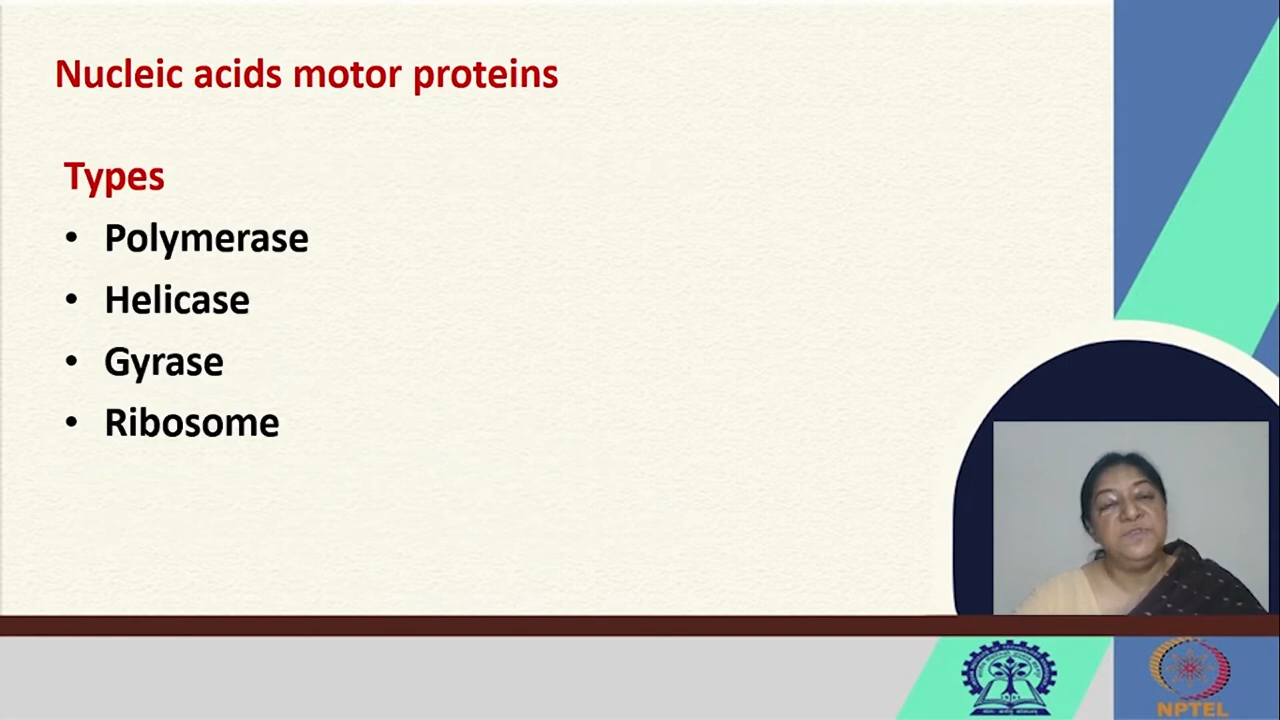 Nucleic acids motor proteins
Types
• Polymerase
• Helicase
• Gyrase
• Ribosome
NPTEL